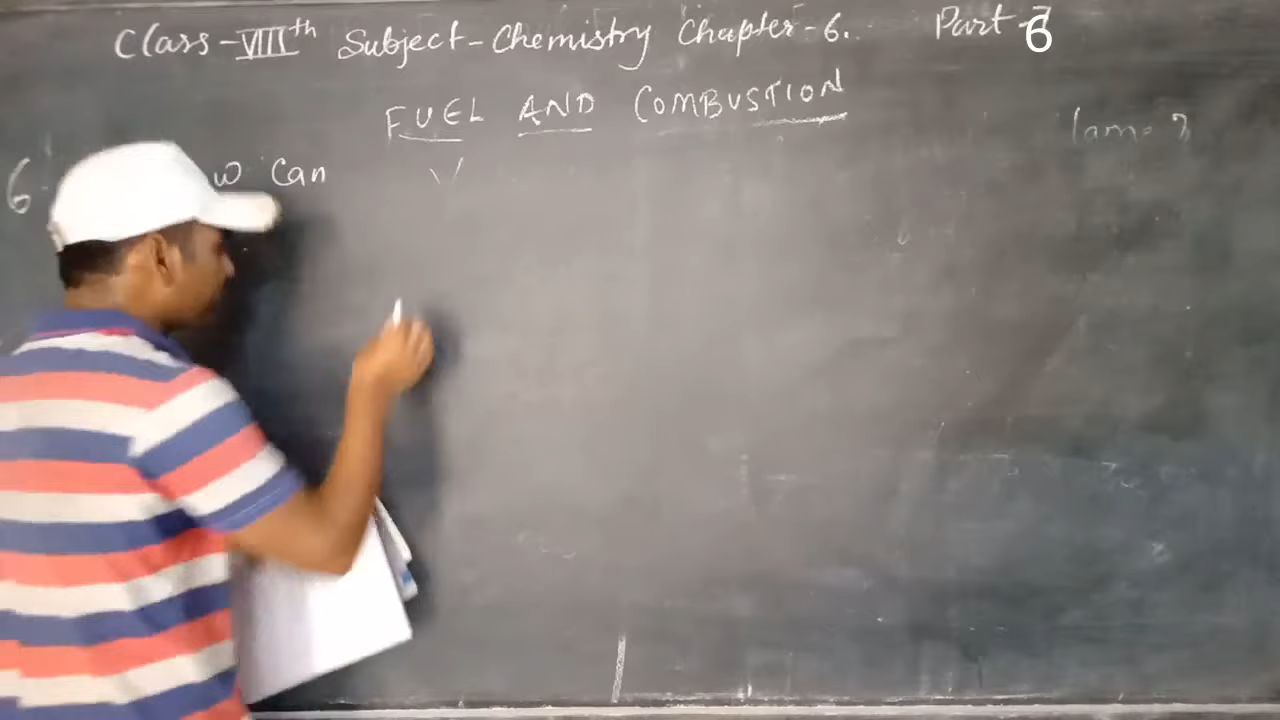 Class-VIIIth Subject-Chemistry Chapter-6. Part-6
FUEL AND COMBUSTION
6. Can